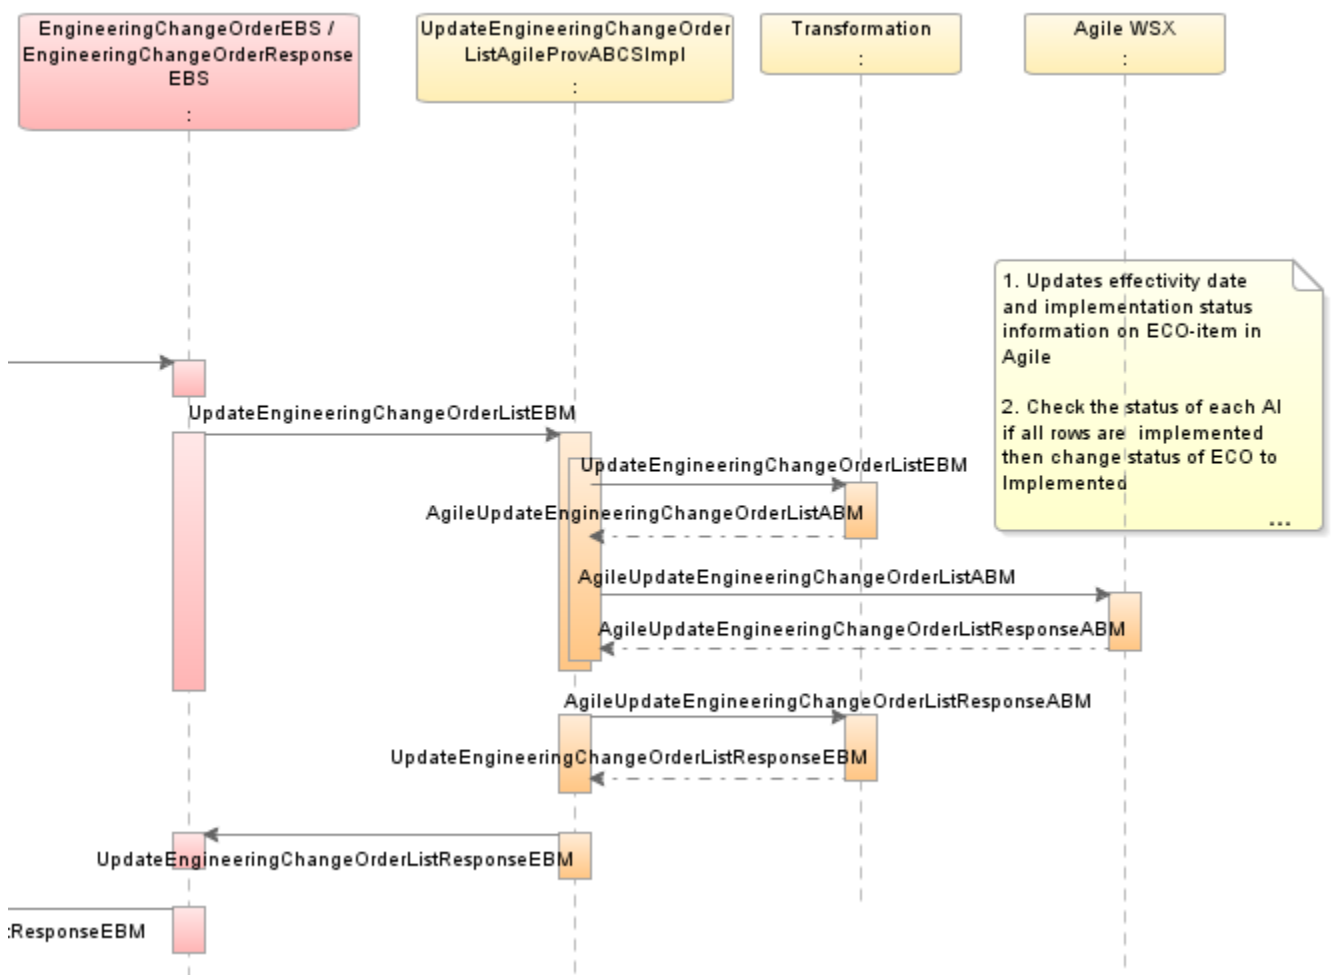 EngineeringChangeOrderEBS /
EngineeringChangeOrderResponse
EBS
:
UpdateEngineeringChangeOrder
ListAgileProvABCSImpl
:
Transformation
:
Agile WSX
:
1. Updates effectivity date
and implementation status
information on ECO-item in
Agile
2. Check the status of each AI
if all rows are implemented
then change status of ECO to
Implemented
...
UpdateEngineeringChangeOrderListEBM
UpdateEngineeringChangeOrderListEBM
AgileUpdateEngineeringChangeOrderListABM
AgileUpdateEngineeringChangeOrderListABM
AgileUpdateEngineeringChangeOrderListResponseABM
AgileUpdateEngineeringChangeOrderListResponseABM
UpdateEngineeringChangeOrderListResponseEBM
UpdateEngineeringChangeOrderListResponseEBM
ResponseEBM